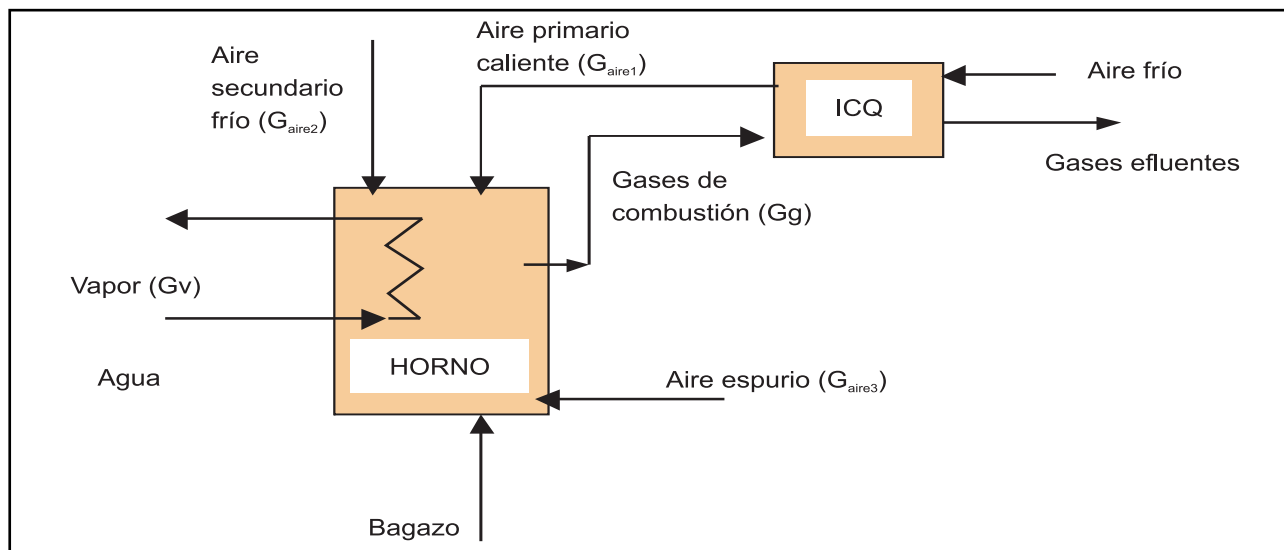 Aire
secundario
frío (Gaire2)
Aire primario
caliente (Gaire1)
ICQ
Aire frío
Gases efluentes
Gases de
combustión (Gg)
Vapor (Gv)
HORNO
Agua
Aire espurio (Gaire3)
Bagazo